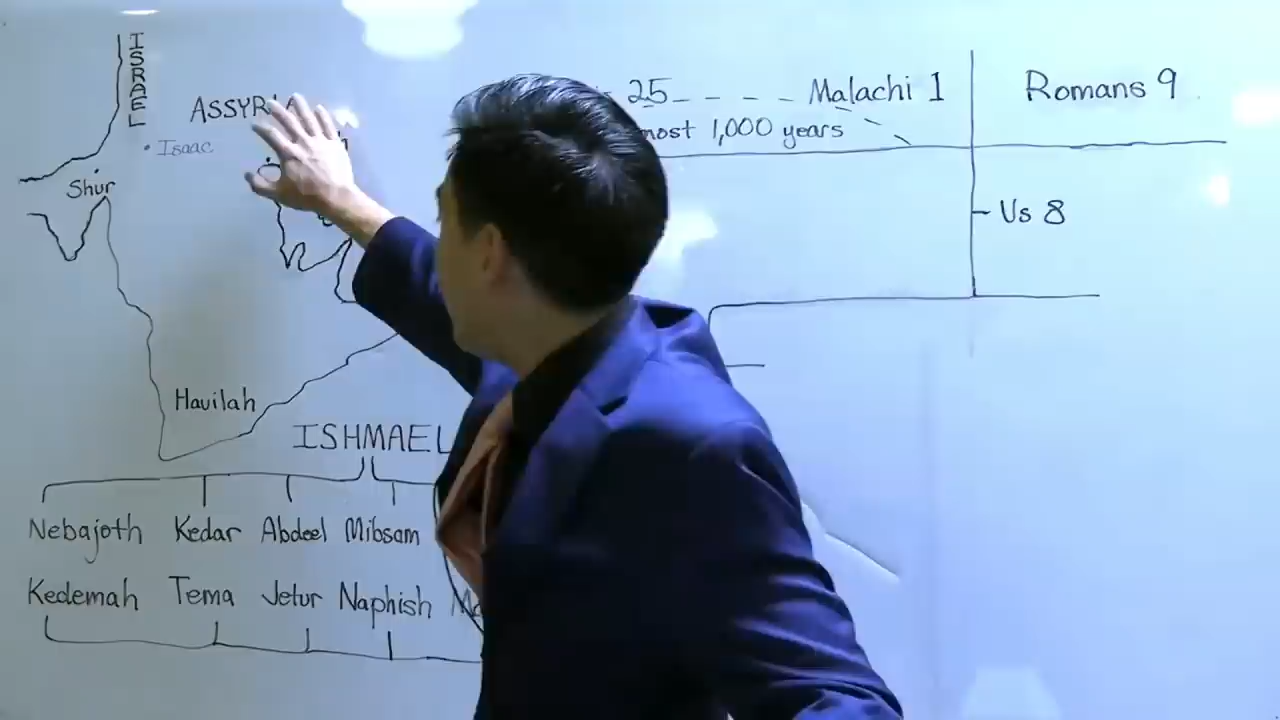 ISRAEL
ASSYRIA
Isaac
Shur
Havilah
ISHMAEL
Nebajoth Kedar Abdeel Mibsam
Kedemah Tema Jetur Naphish
25 Malachi 1
1,000 years
Romans 9
Vs 8